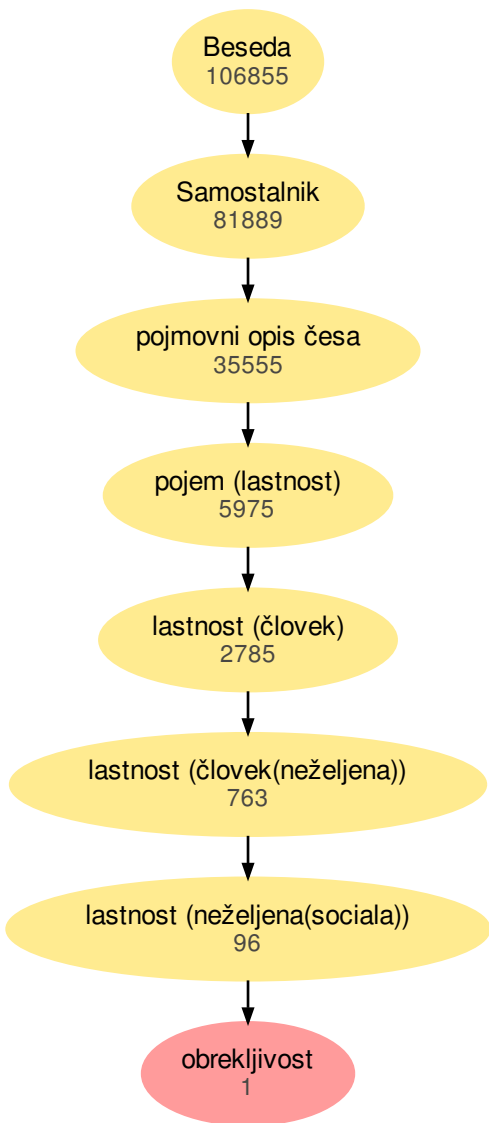 Beseda
106855
Samostalnik
81889
pojmovni opis česa
35555
pojem (lastnost)
5975
lastnost (človek)
2785
lastnost (človek(neželjena))
763
lastnost (neželjena(sociala))
96
obrekljivost
1